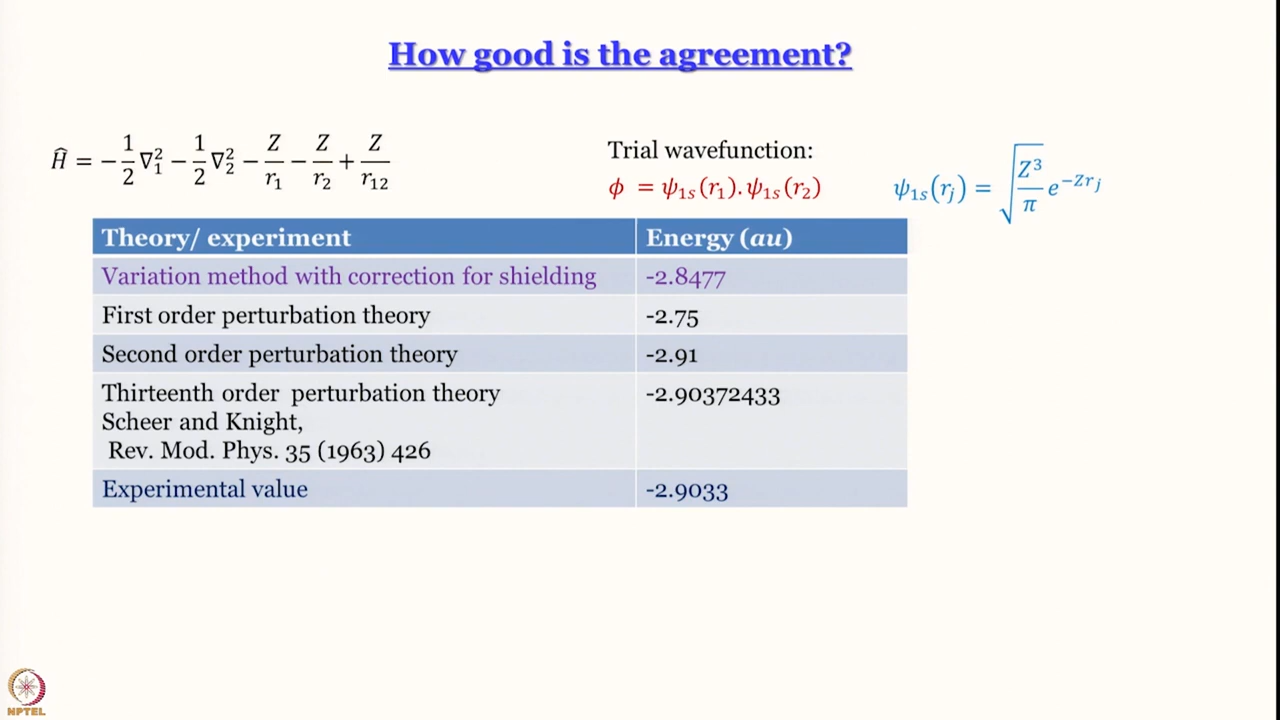 How good is the agreement?
Ĥ = −1/2 ∇₁² − 1/2 ∇₂² − Z/r₁ − Z/r₂ + Z/r₁₂
Trial wavefunction:
ϕ = ψ₁ₛ(r₁).ψ₁ₛ(r₂)
ψ₁ₛ(rⱼ) = √(Z³/π) e^(−Zrⱼ)
Theory/ experiment Energy (au)
Variation method with correction for shielding -2.8477
First order perturbation theory -2.75
Second order perturbation theory -2.91
Thirteenth order perturbation theory -2.90372433
Scheer and Knight,
Rev. Mod. Phys. 35 (1963) 426
Experimental value -2.9033
NPTEL